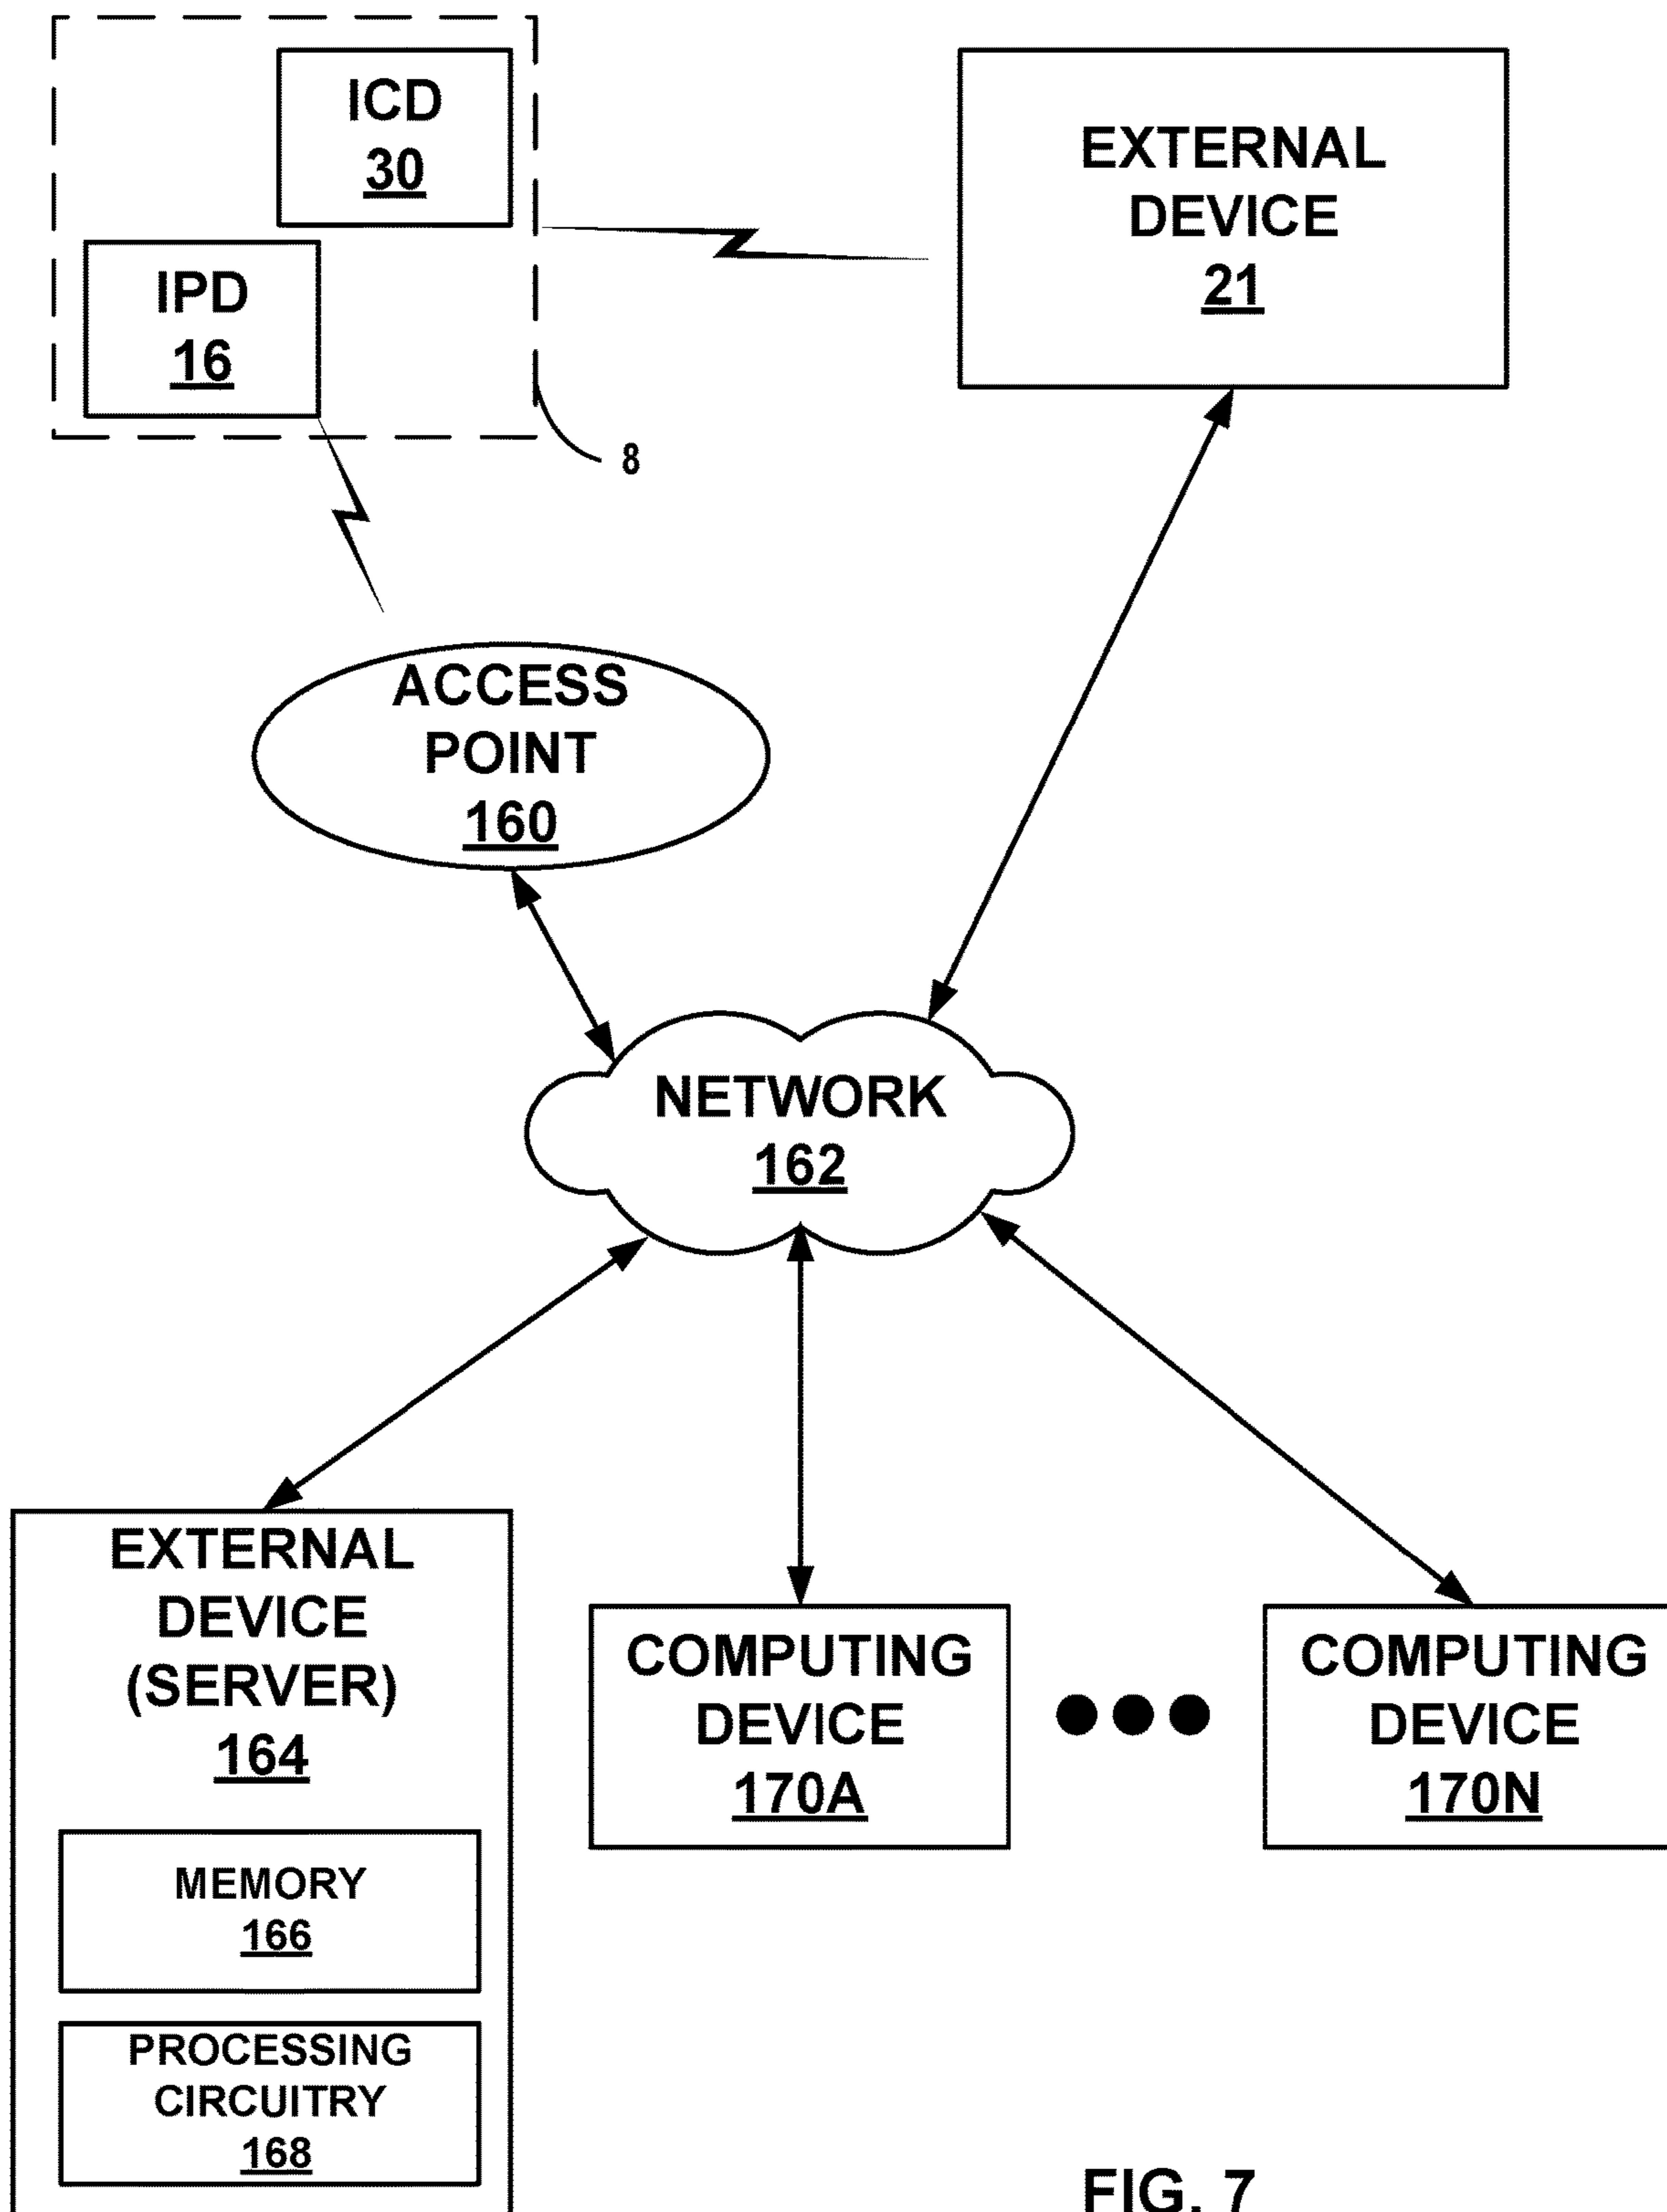 ICD
30
IPD
16
8
EXTERNAL
DEVICE
21
ACCESS
POINT
160
NETWORK
162
EXTERNAL
DEVICE
(SERVER)
164
MEMORY
166
PROCESSING
CIRCUITRY
168
COMPUTING
DEVICE
170A
COMPUTING
DEVICE
170N
FIG. 7